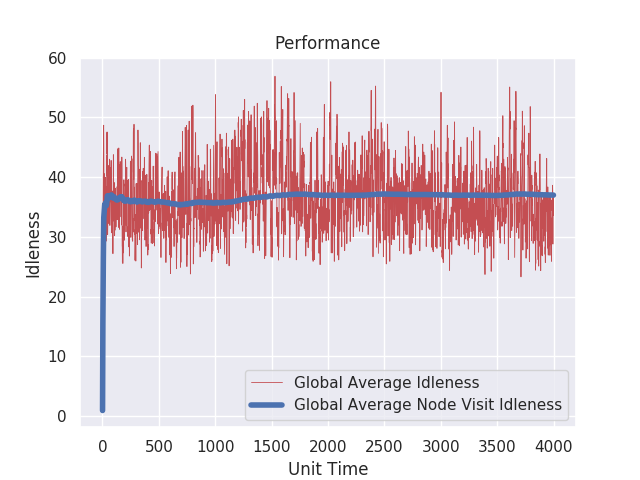 Performance
60
50
40
30
20
10
0
Idleness
Global Average Idleness
Global Average Node Visit Idleness
0 500 1000 1500 2000 2500 3000 3500 4000
Unit Time